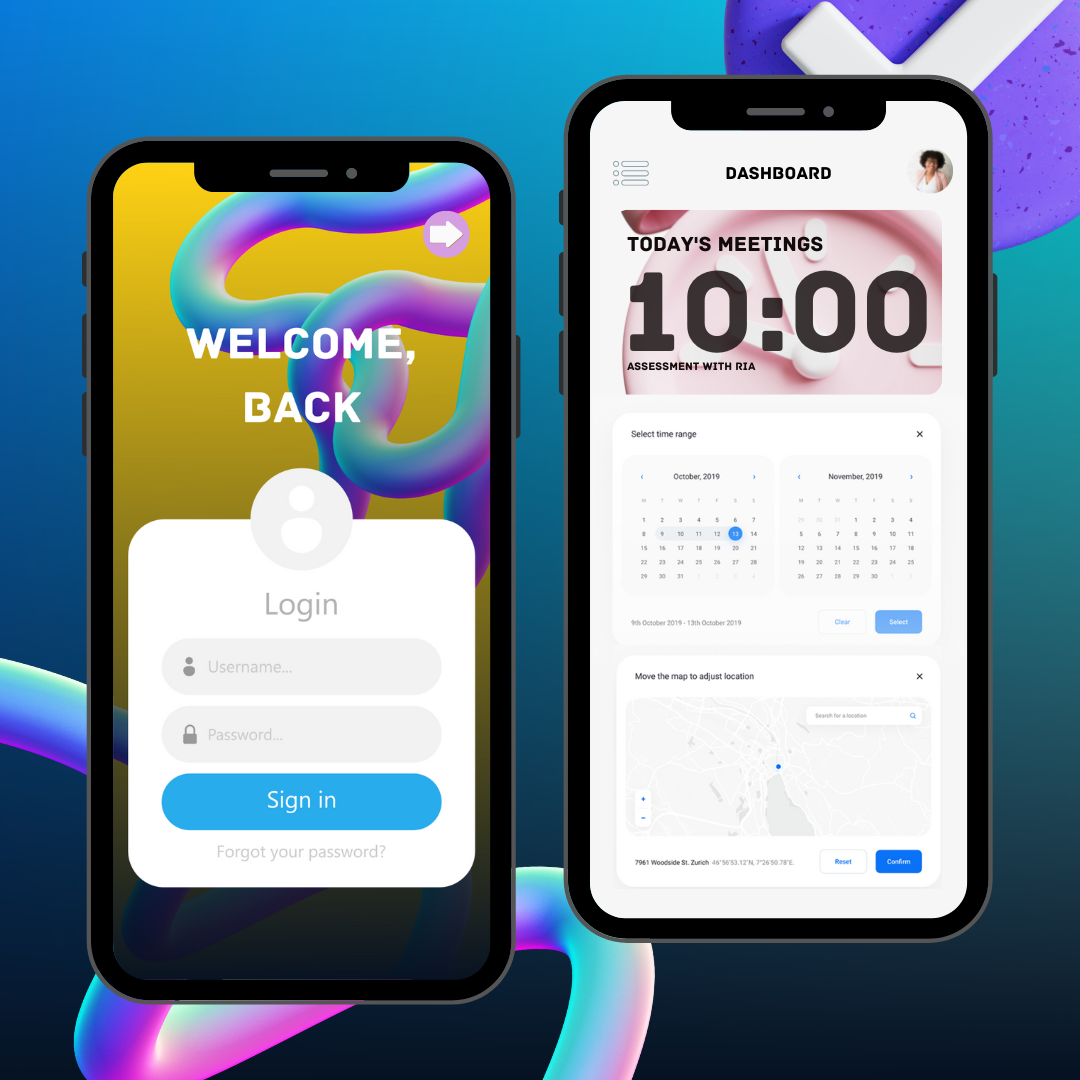 WELCOME,
BACK
Login
Username...
Password...
Sign in
Forgot your password?
DASHBOARD
TODAY'S MEETINGS
10:00
ASSESSMENT WITH RIA
Select time range
October, 2019
M T W T F S S
1 2 3 4 5 6 7
8 9 10 11 12 13 14
15 16 17 18 19 20 21
22 23 24 25 26 27 28
29 30 31 1 2 3 4
November, 2019
M T W T F S S
29 30 31 1 2 3 4
5 6 7 8 9 10 11
12 13 14 15 16 17 18
19 20 21 22 23 24 25
26 27 28 29 30 1 2
9th October 2019 - 13th October 2019
Clear
Select
Move the map to adjust location
Search for a location
7961 Woodside St. Zurich 46°56'53.12"N, 7°26'50.78"E.
Reset
Confirm